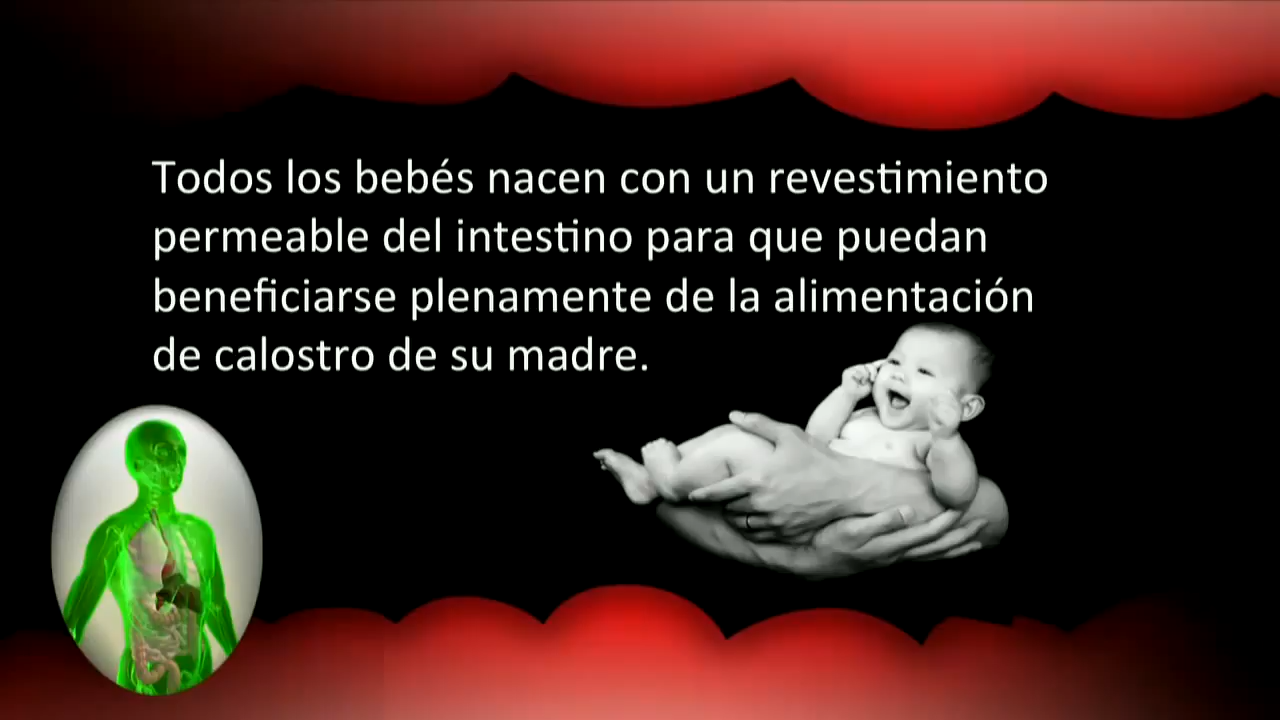 Todos los bebés nacen con un revestimiento
permeable del intestino para que puedan
beneficiarse plenamente de la alimentación
de calostro de su madre.